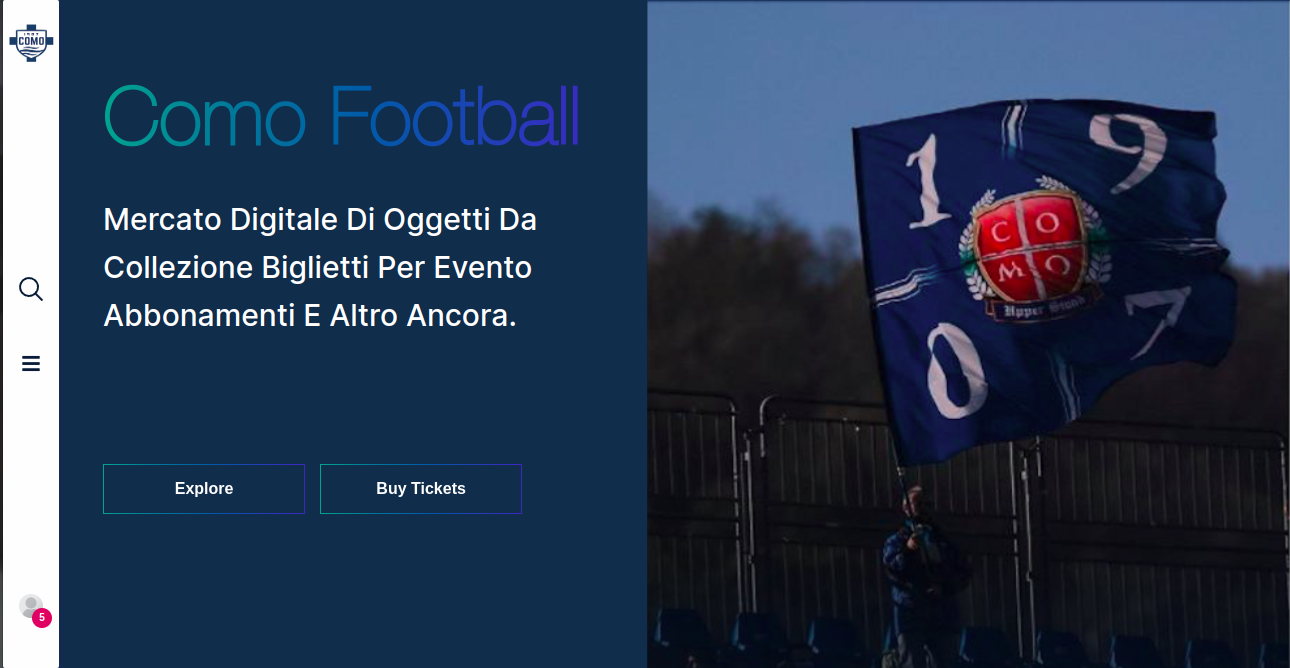 1907
COMO
Como Football
Mercato Digitale Di Oggetti Da
Collezione Biglietti Per Evento
Abbonamenti E Altro Ancora.
Explore
Buy Tickets
5
1 9
C O
M O
Upper Stand
0 7